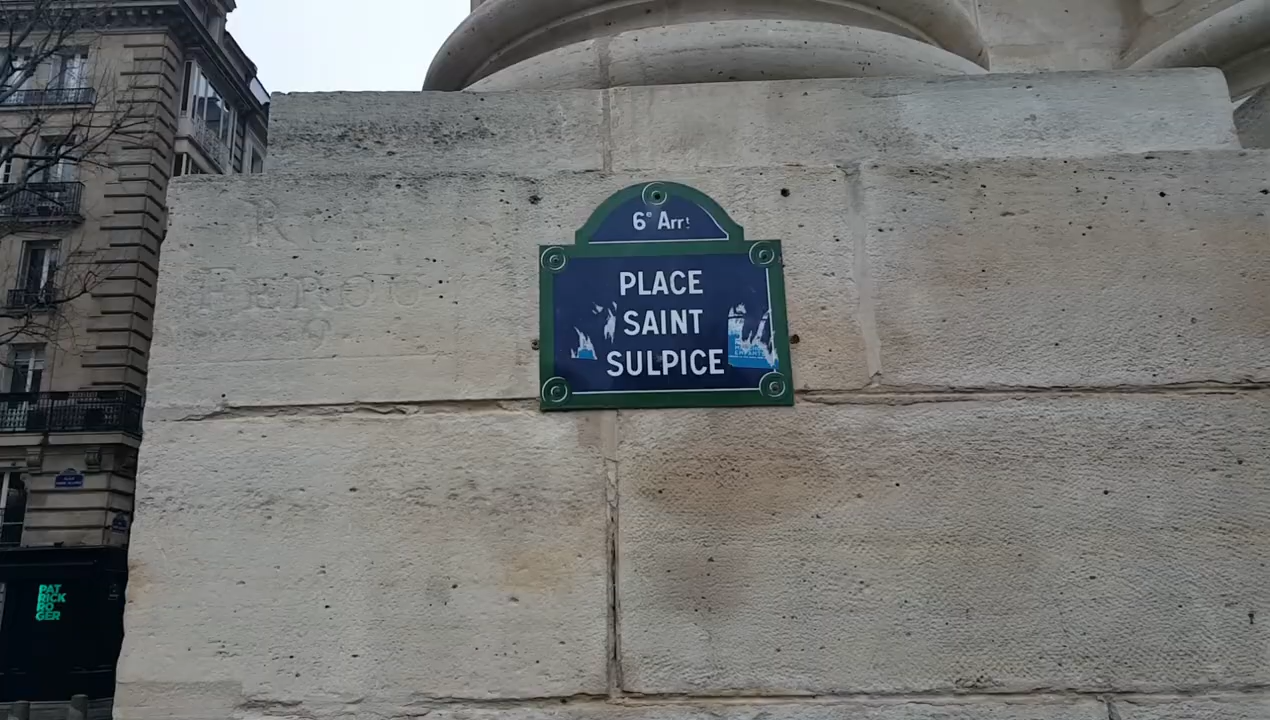 6e Arrt
PLACE
SAINT
SULPICE
PAT
RICK
RO
GER